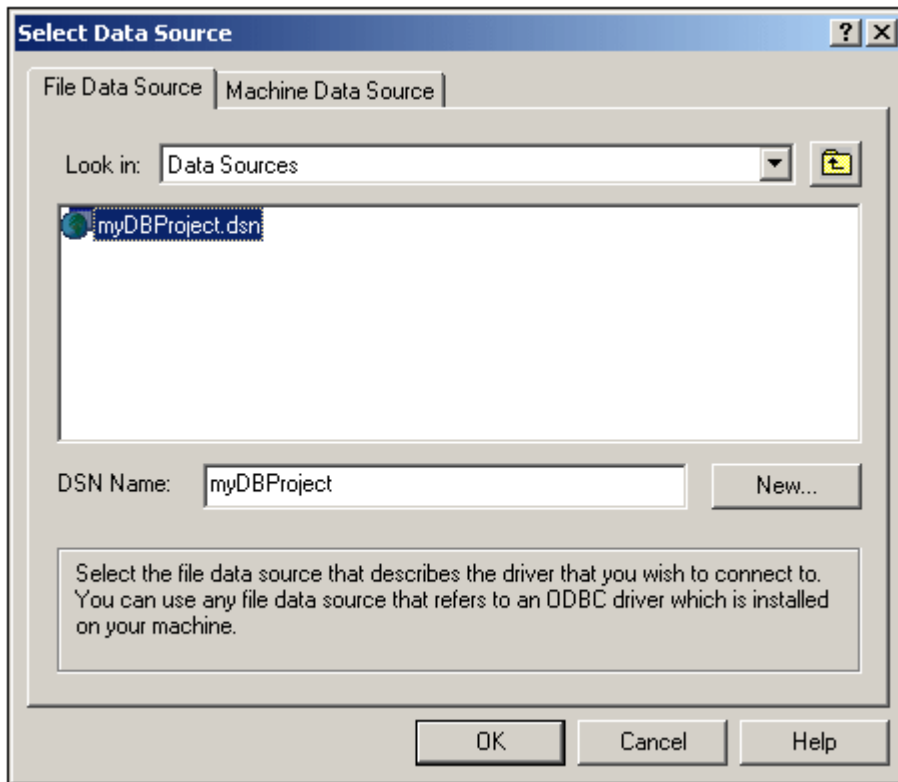 Select Data Source
File Data Source
Machine Data Source
Look in: Data Sources
myDBProject.dsn
DSN Name: myDBProject
New...
Select the file data source that describes the driver that you wish to connect to.
You can use any file data source that refers to an ODBC driver which is installed
on your machine.
OK Cancel Help